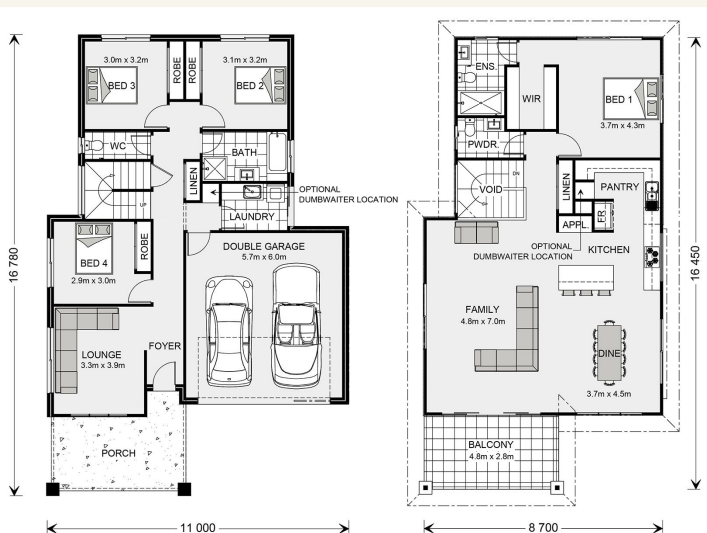 3.0m x 3.2m
BED 3
ROBE
ROBE
3.1m x 3.2m
BED 2
WC
BATH
LINEN
UP
LAUNDRY
OPTIONAL
DUMBWAITER LOCATION
BED 4
2.9m x 3.0m
ROBE
DOUBLE GARAGE
5.7m x 6.0m
LOUNGE
3.3m x 3.9m
FOYER
PORCH
16 780
11 000
ENS.
WIR
BED 1
3.7m x 4.3m
PWDR.
DN
VOID
LINEN
PANTRY
APPL.
FR
OPTIONAL
DUMBWAITER LOCATION
KITCHEN
FAMILY
4.8m x 7.0m
DINE
3.7m x 4.5m
BALCONY
4.8m x 2.8m
16 450
8 700